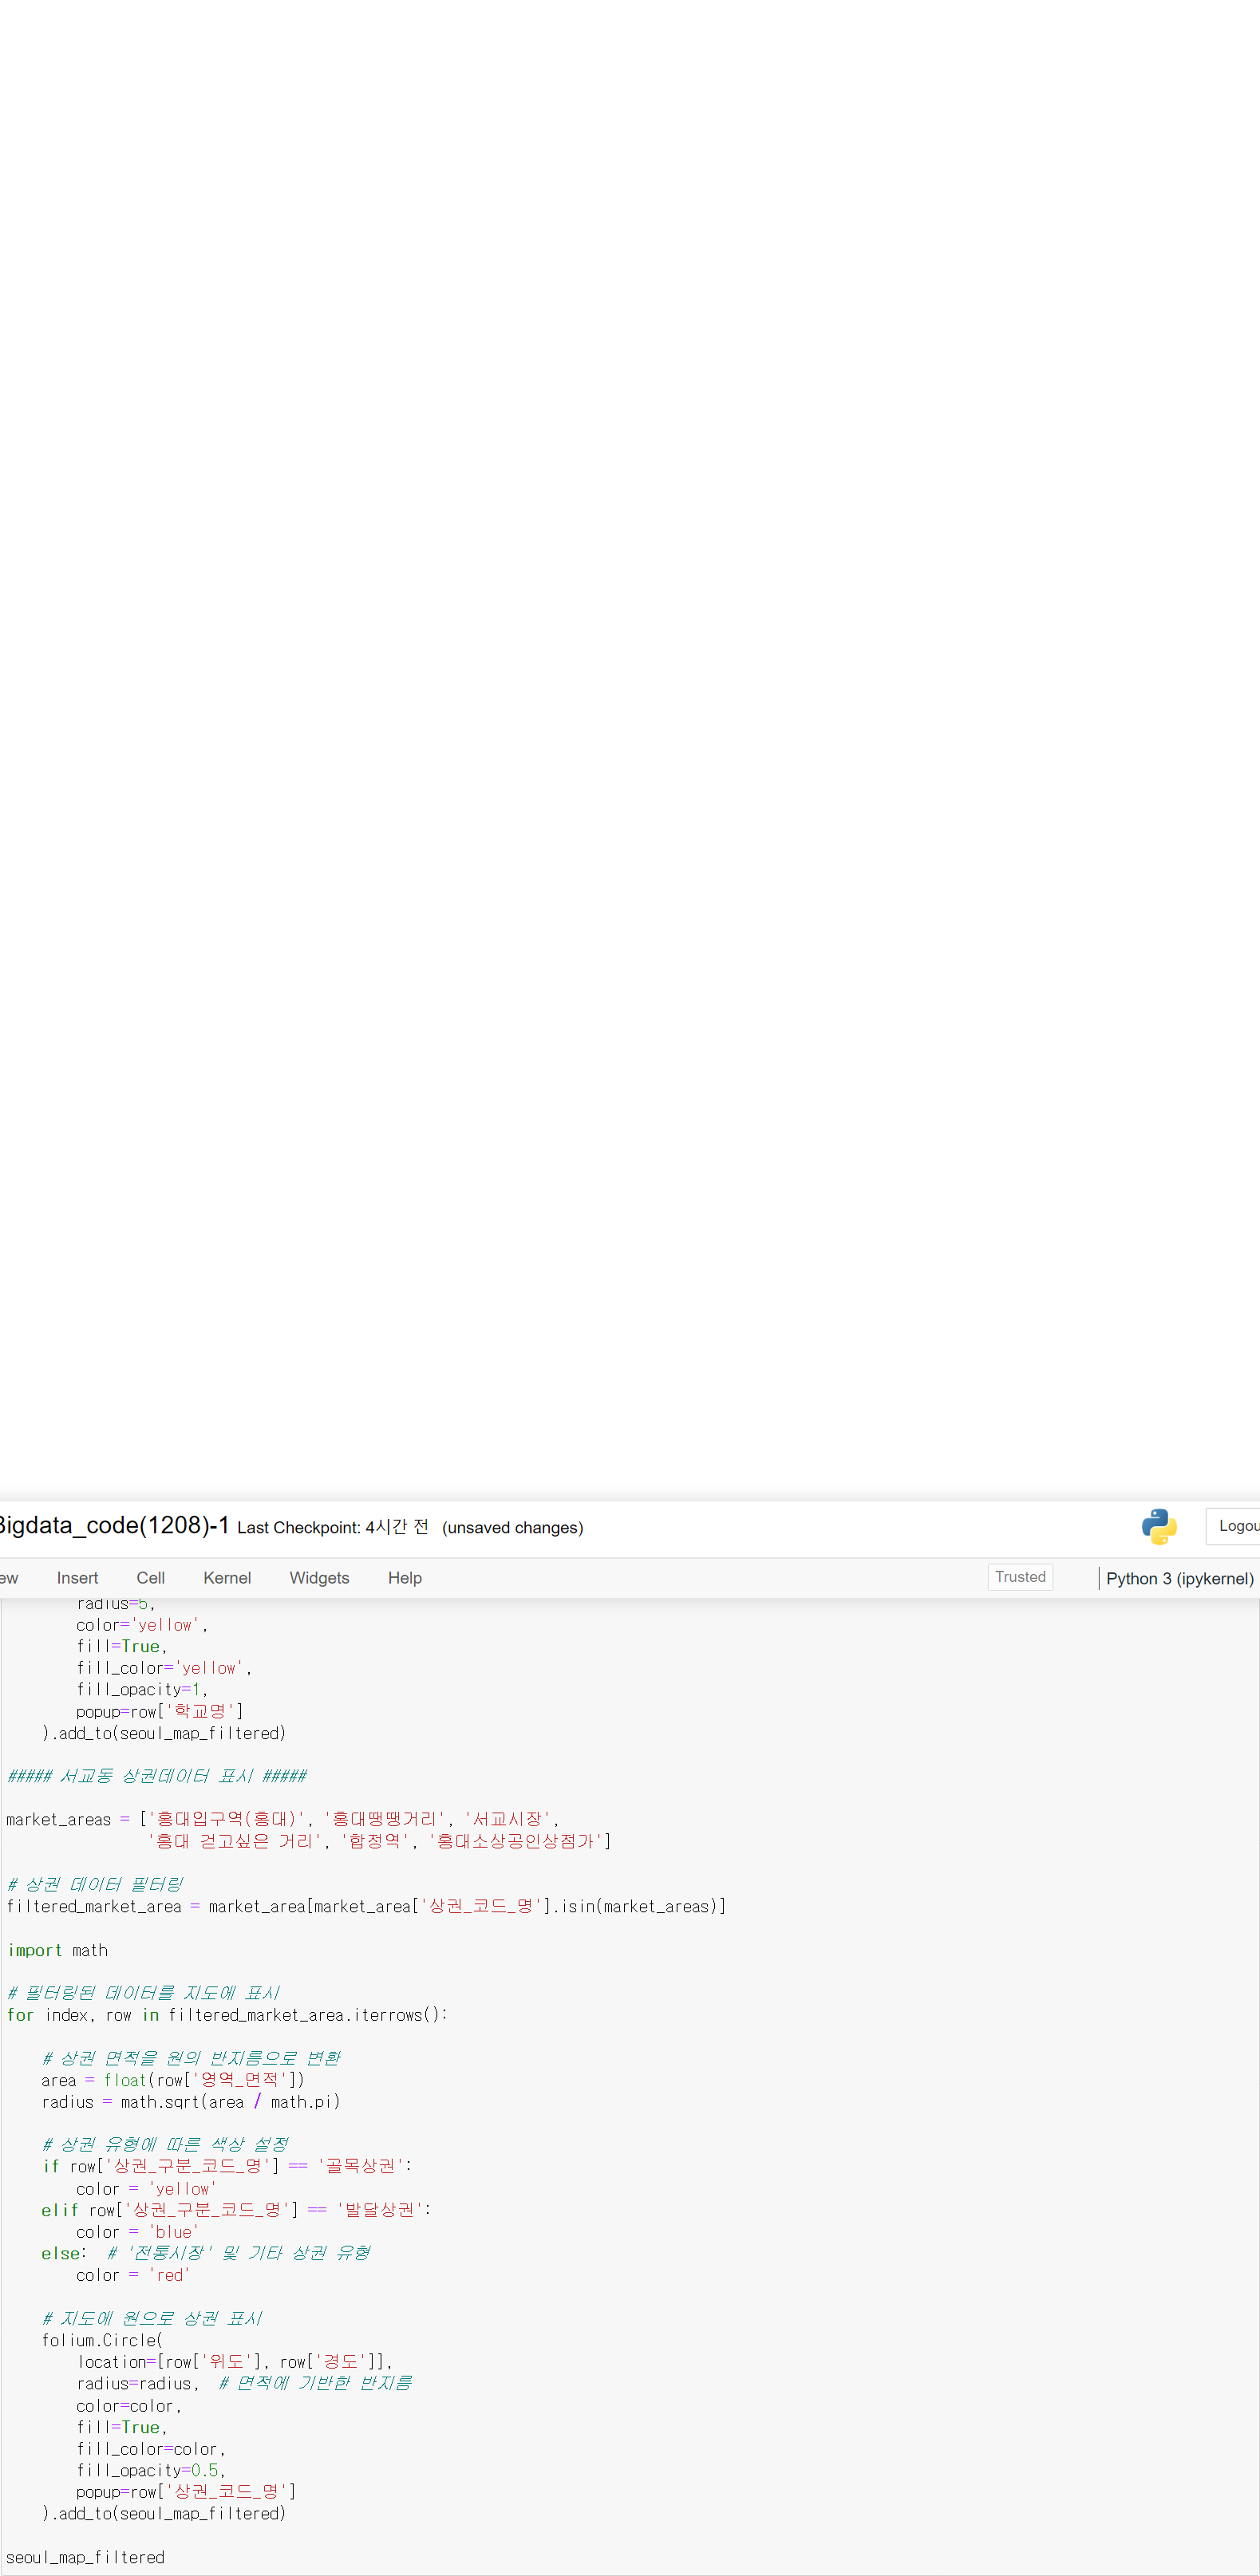 Bigdata_code(1208)-1 Last Checkpoint: 4시간 전 (unsaved changes)
Insert Cell Kernel Widgets Help Trusted Python 3 (ipykernel)
        radius=5,
        color='yellow',
        fill=True,
        fill_color='yellow',
        fill_opacity=1,
        popup=row['학교명']
    ).add_to(seoul_map_filtered)
##### 서교동 상권데이터 표시 #####
market_areas = ['홍대입구역(홍대)', '홍대땡땡거리', '서교시장',
                '홍대 걷고싶은 거리', '합정역', '홍대소상공인상점가']
# 상권 데이터 필터링
filtered_market_area = market_area[market_area['상권_코드_명'].isin(market_areas)]
import math
# 필터링된 데이터를 지도에 표시
for index, row in filtered_market_area.iterrows():
    # 상권 면적을 원의 반지름으로 변환
    area = float(row['영역_면적'])
    radius = math.sqrt(area / math.pi)
    # 상권 유형에 따른 색상 설정
    if row['상권_구분_코드_명'] == '골목상권':
        color = 'yellow'
    elif row['상권_구분_코드_명'] == '발달상권':
        color = 'blue'
    else:  # '전통시장' 및 기타 상권 유형
        color = 'red'
    # 지도에 원으로 상권 표시
    folium.Circle(
        location=[row['위도'], row['경도']],
        radius=radius,  # 면적에 기반한 반지름
        color=color,
        fill=True,
        fill_color=color,
        fill_opacity=0.5,
        popup=row['상권_코드_명']
    ).add_to(seoul_map_filtered)
seoul_map_filtered